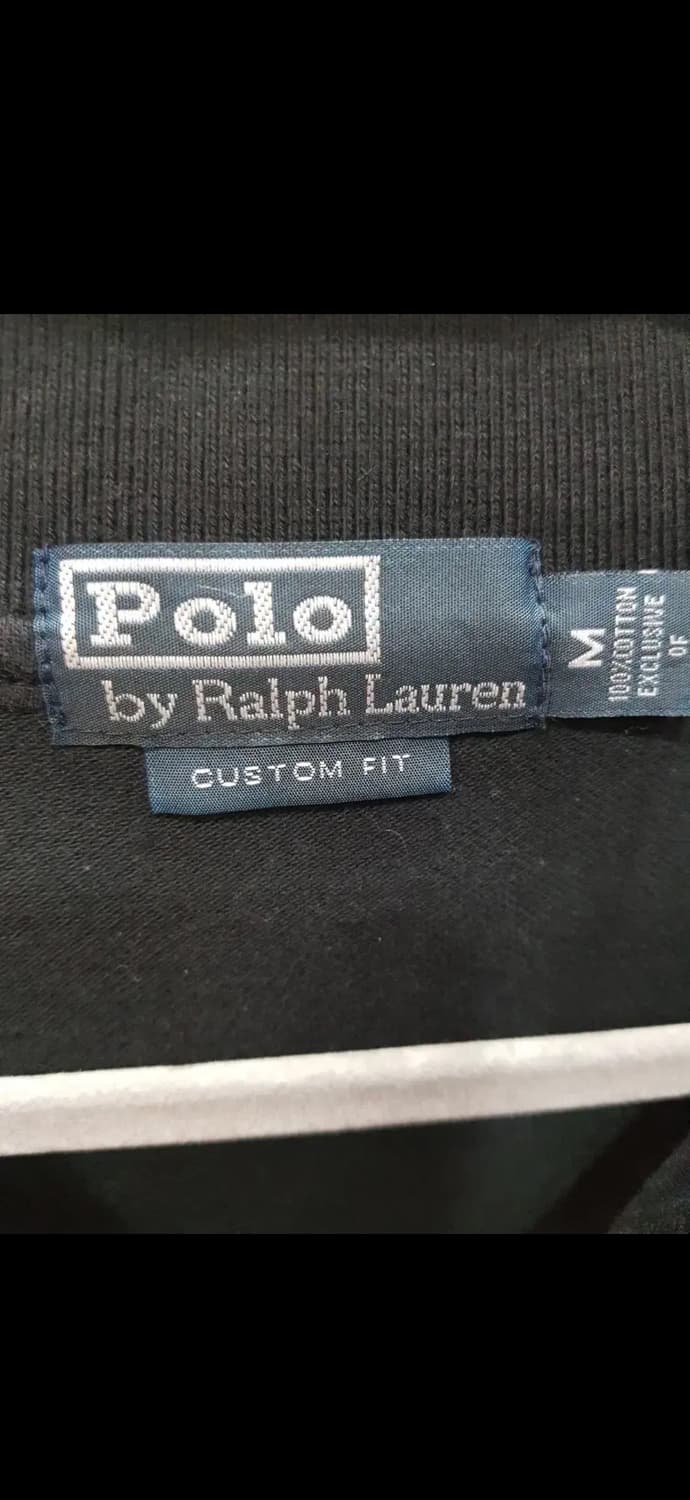 Polo
by Ralph Lauren
CUSTOM FIT
M
100%COTTON
EXCLUSIVE
OF